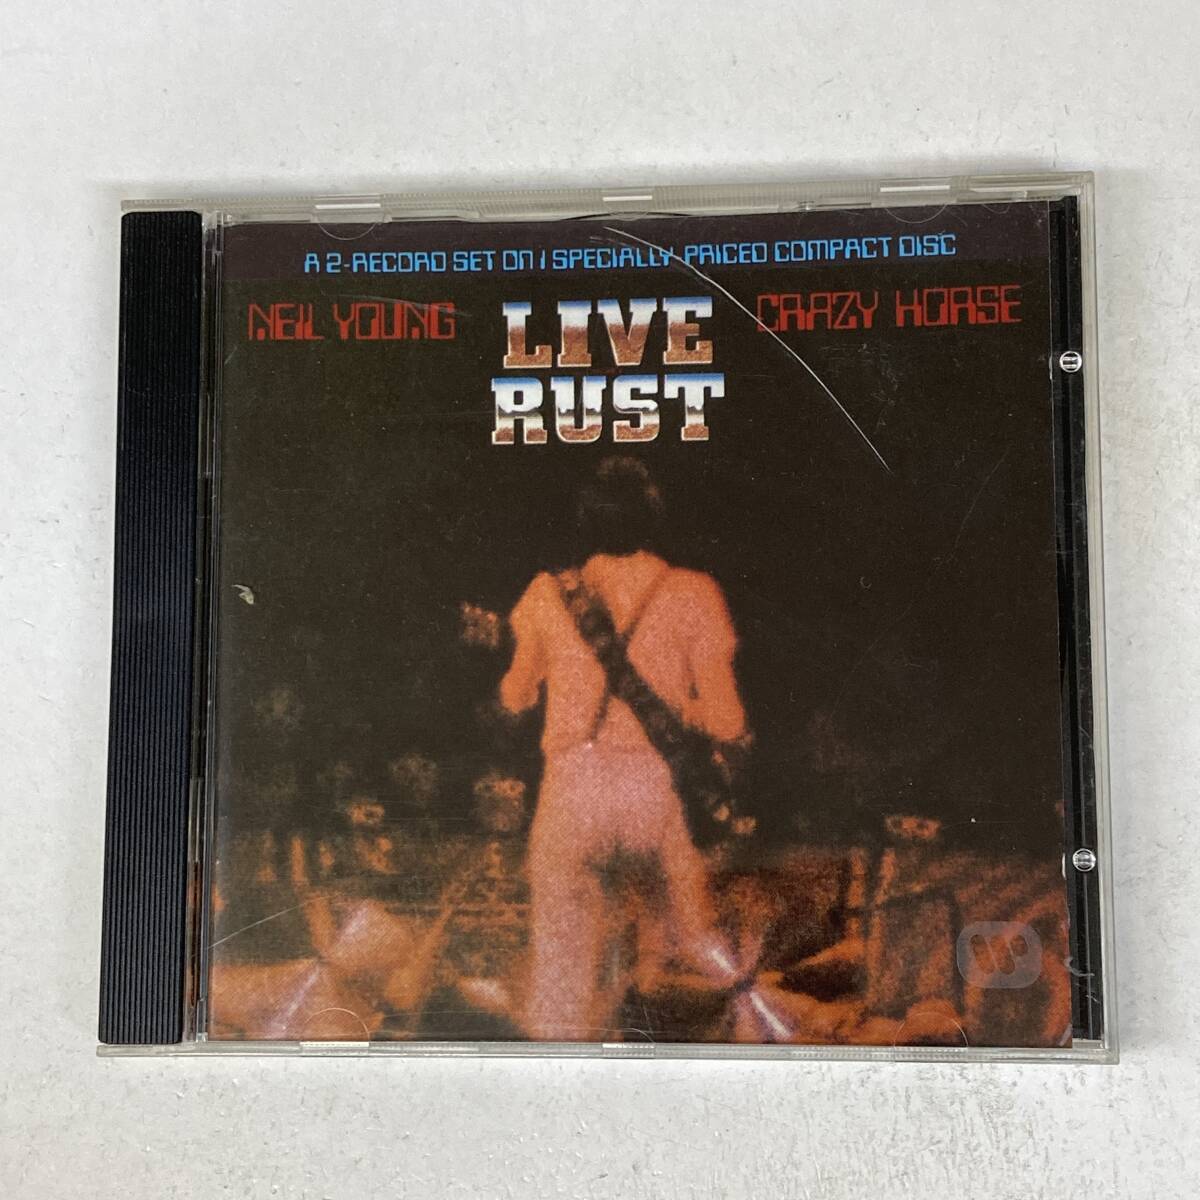 A 2-RECORD SET ON 1 SPECIALLY-PRICED COMPACT DISC
NEIL YOUNG
LIVE
RUST
CRAZY HORSE